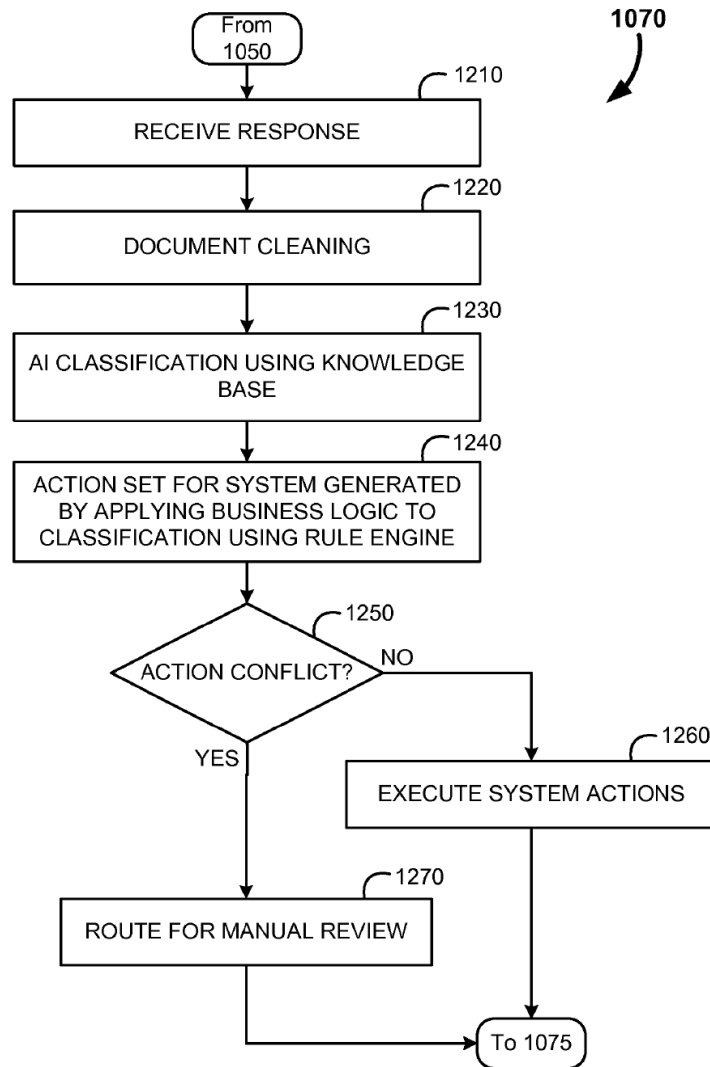 From
1050
1070
1210
RECEIVE RESPONSE
1220
DOCUMENT CLEANING
1230
AI CLASSIFICATION USING KNOWLEDGE
BASE
1240
ACTION SET FOR SYSTEM GENERATED
BY APPLYING BUSINESS LOGIC TO
CLASSIFICATION USING RULE ENGINE
1250
ACTION CONFLICT?
NO
YES
1260
EXECUTE SYSTEM ACTIONS
1270
ROUTE FOR MANUAL REVIEW
To 1075